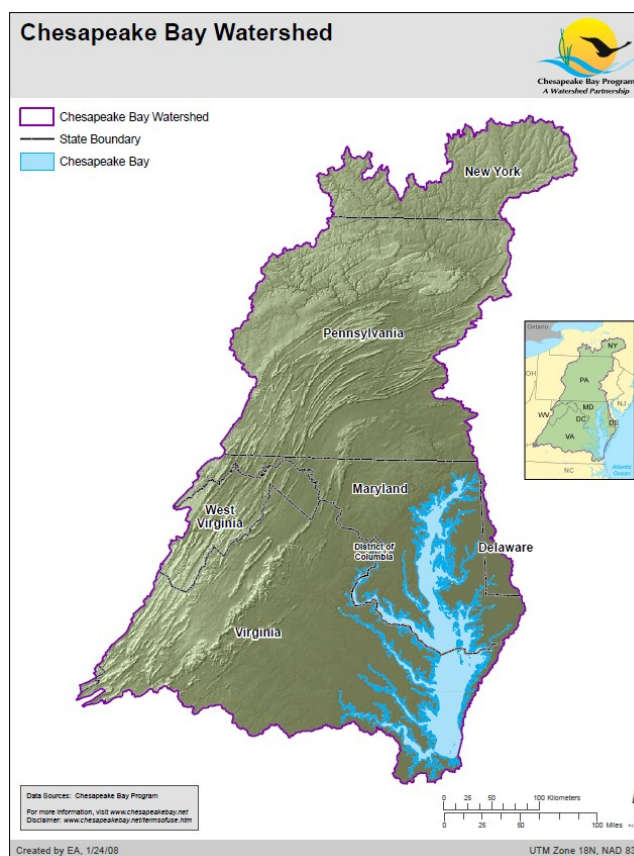 Chesapeake Bay Watershed
Chesapeake Bay Program
A Watershed Partnership
Chesapeake Bay Watershed
State Boundary
Chesapeake Bay
New York
Pennsylvania
Ontario
NY
OH
PA
NJ
MD
WV
DC
DE
VA
Atlantic
Ocean
NC
Maryland
West
Virginia
District of
Columbia
Delaware
Virginia
Data Sources: Chesapeake Bay Program
For more information, visit www.chesapeakebay.net
Disclaimer: www.chesapeakebay.net/termsofuse.htm
0 25 50 100 Kilometers
0 25 50 100 Miles
Created by EA, 1/24/08
UTM Zone 18N, NAD 83